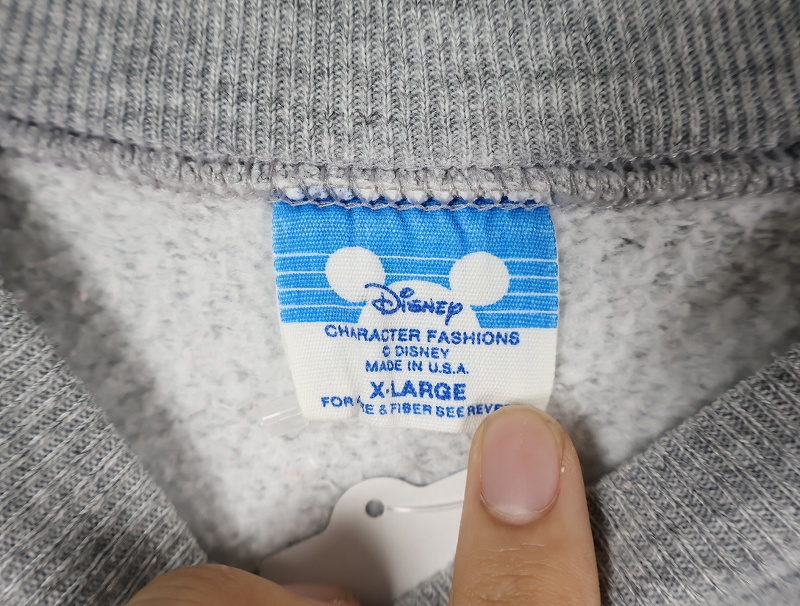 Disney
CHARACTER FASHIONS
© DISNEY
MADE IN U.S.A.
X-LARGE
FOR & FIBER SEE